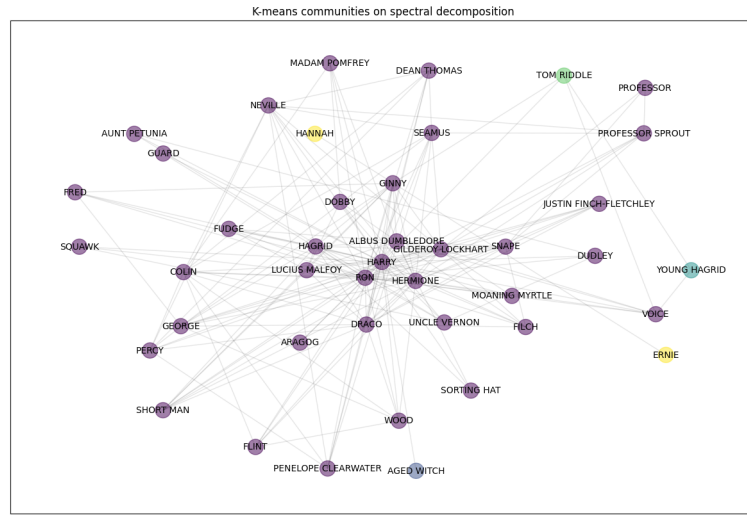 K-means communities on spectral decomposition
MADAM POMFREY
DEAN THOMAS
TOM RIDDLE
PROFESSOR
NEVILLE
AUNT PETUNIA
HANNAH
SEAMUS
PROFESSOR SPROUT
GUARD
GINNY
FRED
DOBBY
JUSTIN FINCH-FLETCHLEY
FUDGE
SQUAWK
HAGRID
ALBUS DUMBLEDORE
GILDEROY LOCKHART
SNAPE
DUDLEY
COLIN
LUCIUS MALFOY
HARRY
RON
HERMIONE
YOUNG HAGRID
MOANING MYRTLE
GEORGE
DRACO
UNCLE VERNON
FILCH
VOICE
PERCY
ARAGOG
ERNIE
SORTING HAT
SHORT MAN
WOOD
FLINT
PENELOPE CLEARWATER
AGED WITCH